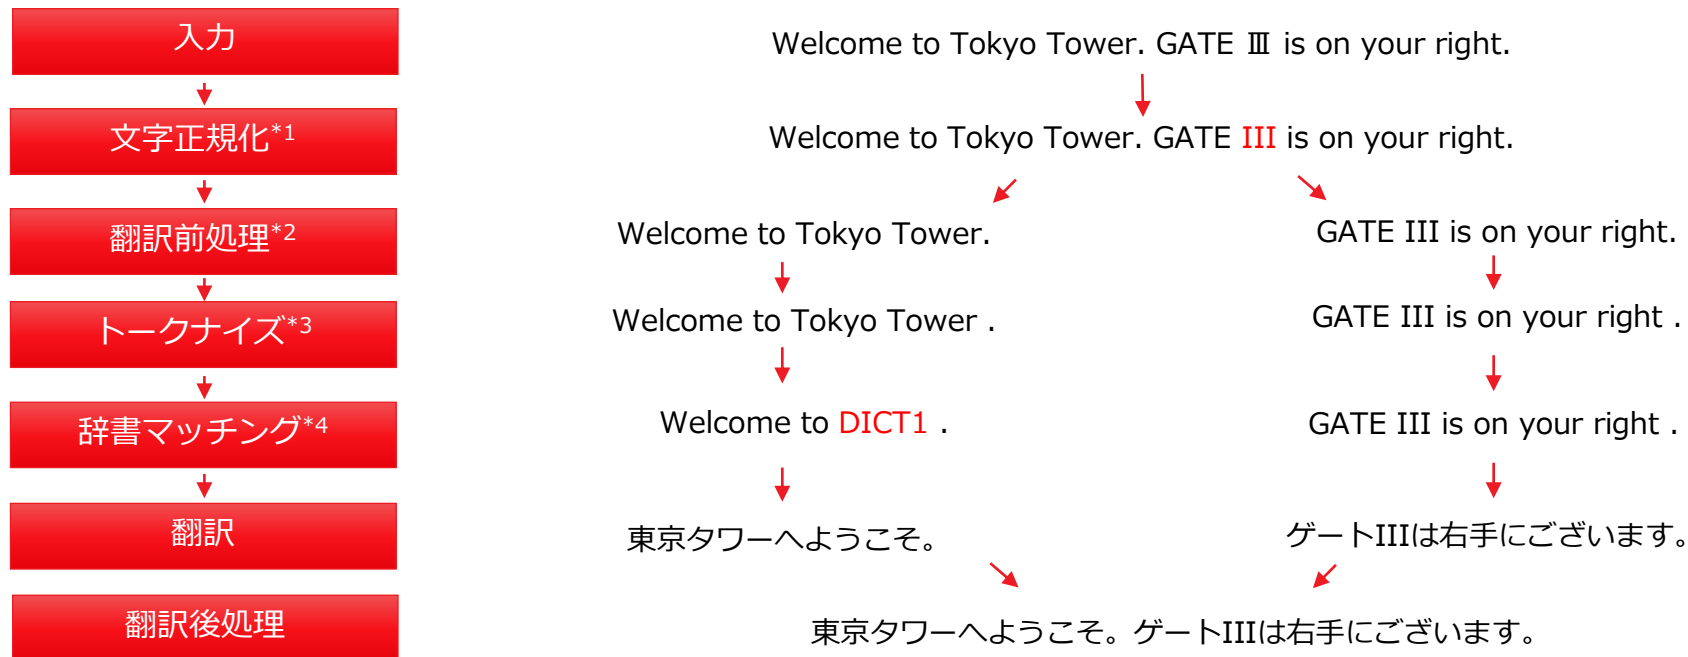 入力
Welcome to Tokyo Tower. GATE Ⅲ is on your right.
文字正規化*1
Welcome to Tokyo Tower. GATE III is on your right.
翻訳前処理*2
Welcome to Tokyo Tower.
GATE III is on your right.
トークナイズ*3
Welcome to Tokyo Tower .
GATE III is on your right .
辞書マッチング*4
Welcome to DICT1 .
GATE III is on your right .
翻訳
東京タワーへようこそ。
ゲートIIIは右手にございます。
翻訳後処理
東京タワーへようこそ。ゲートIIIは右手にございます。